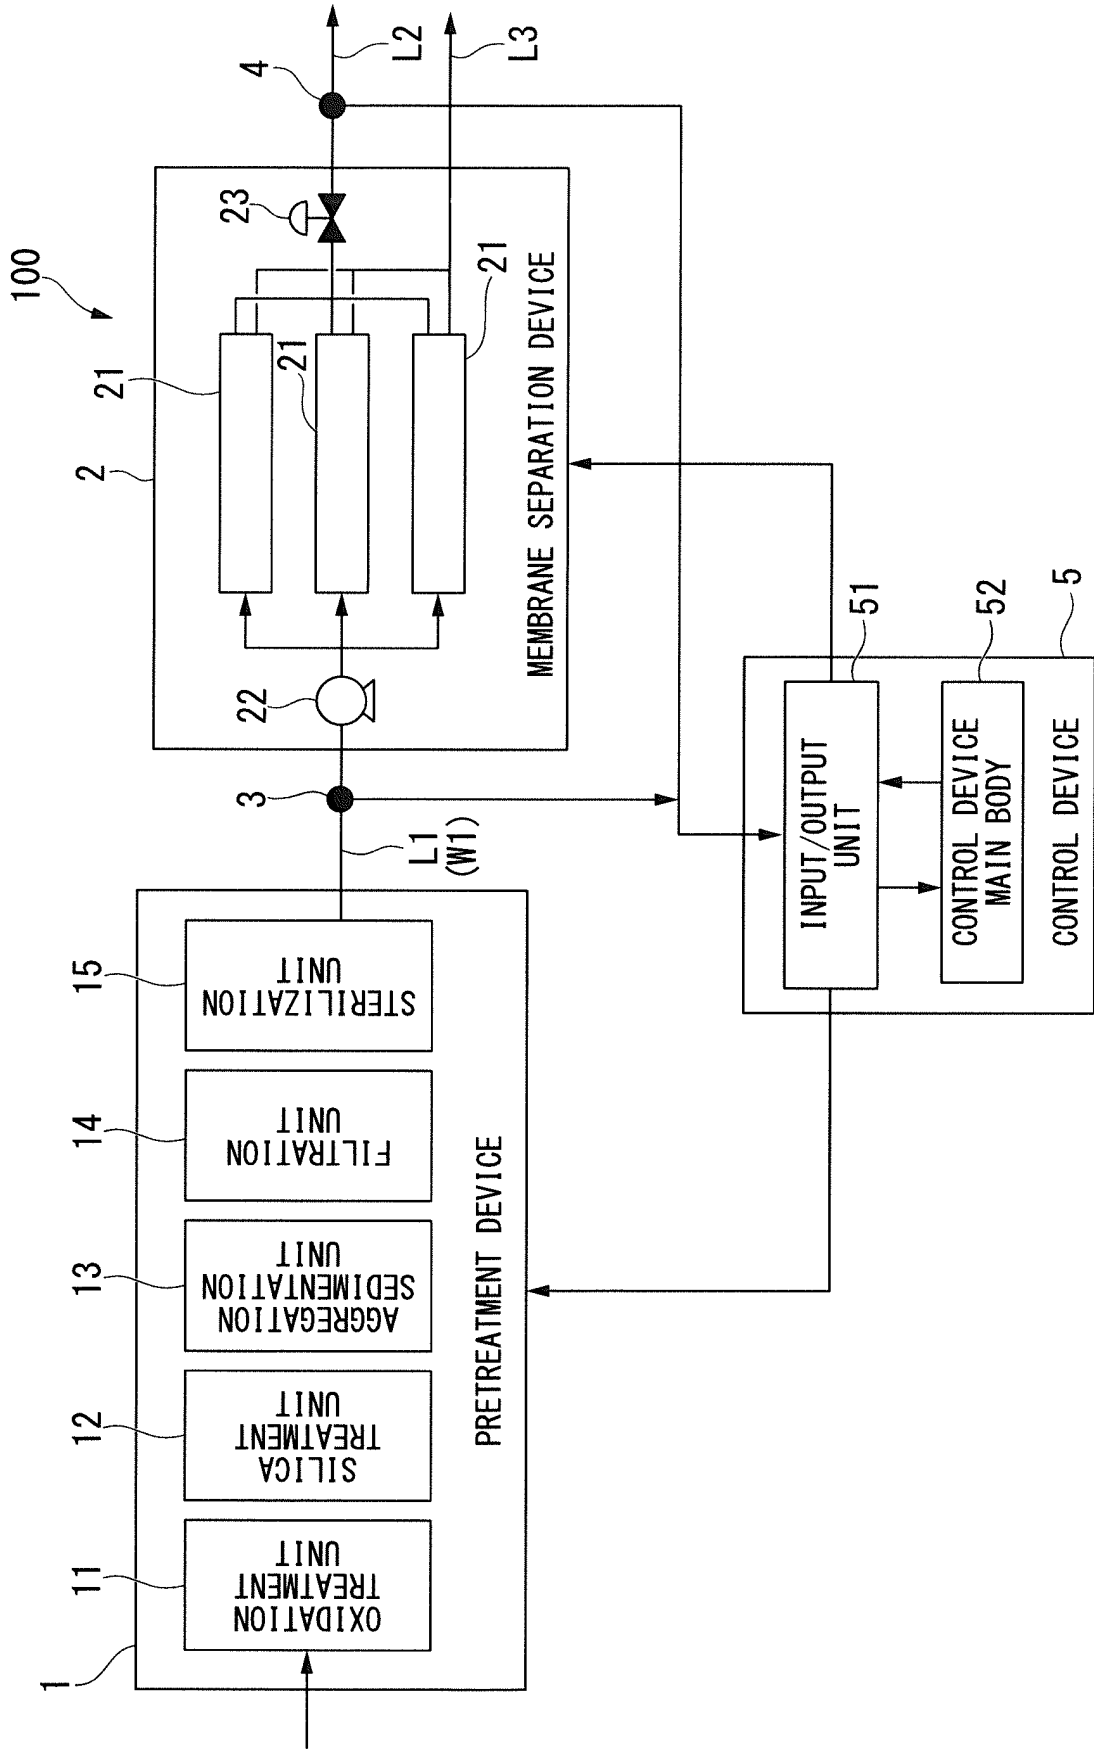 100
1
11
12
13
14
15
OXIDATION
TREATMENT
UNIT
SILICA
TREATMENT
UNIT
AGGREGATION
SEDIMENTATION
UNIT
FILTRATION
UNIT
STERILIZATION
UNIT
PRETREATMENT DEVICE
L1
(W1)
3
2
22
21
21
21
23
MEMBRANE SEPARATION DEVICE
4
L2
L3
INPUT/OUTPUT
UNIT
51
CONTROL DEVICE
MAIN BODY
52
CONTROL DEVICE
5